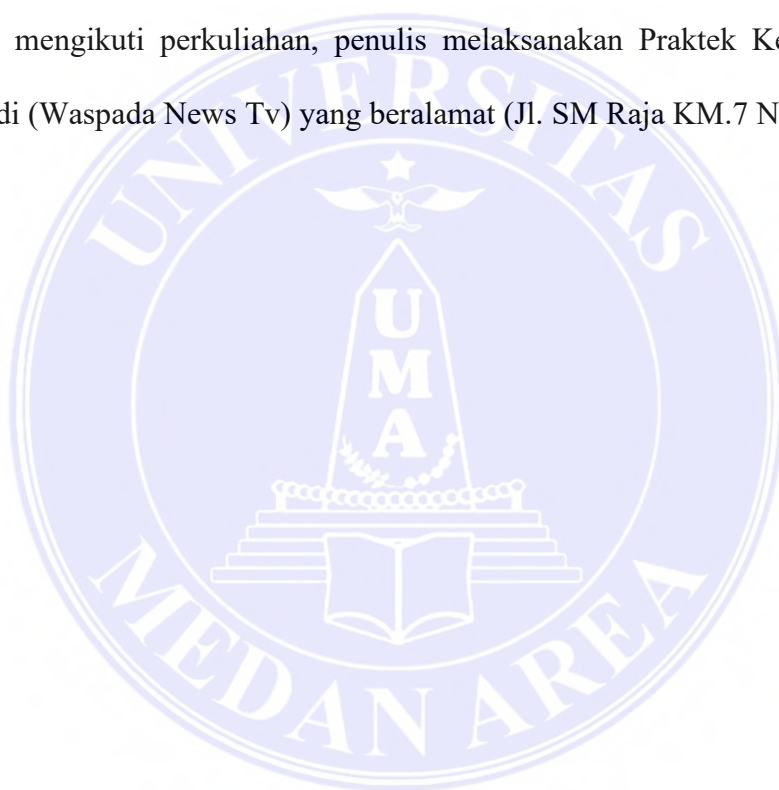 mengikuti perkuliahan, penulis melaksanakan Praktek
di (Waspada News Tv) yang beralamat (Jl. SM Raja KM.7
UNIVERSITAS
UMA
MEDAN AREA